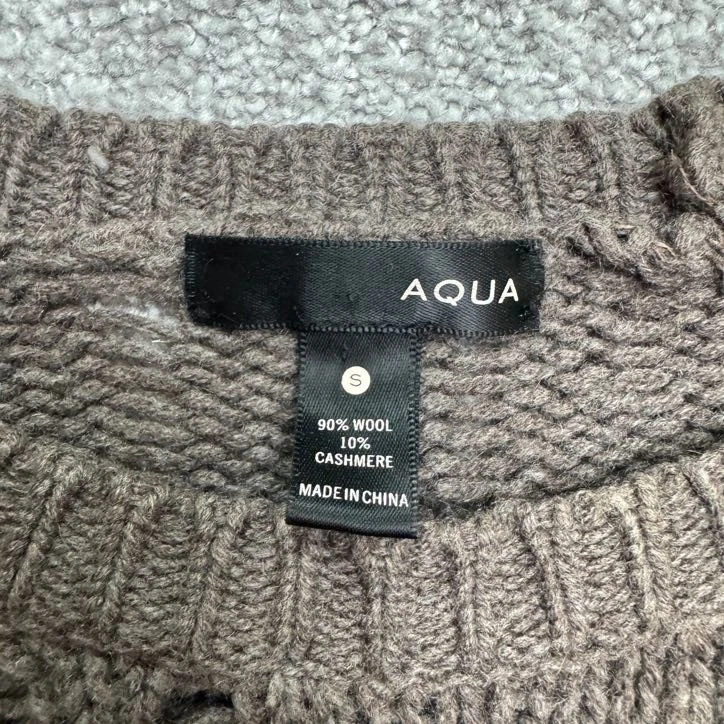 AQUA
S
90% WOOL
10%
CASHMERE
MADE IN CHINA